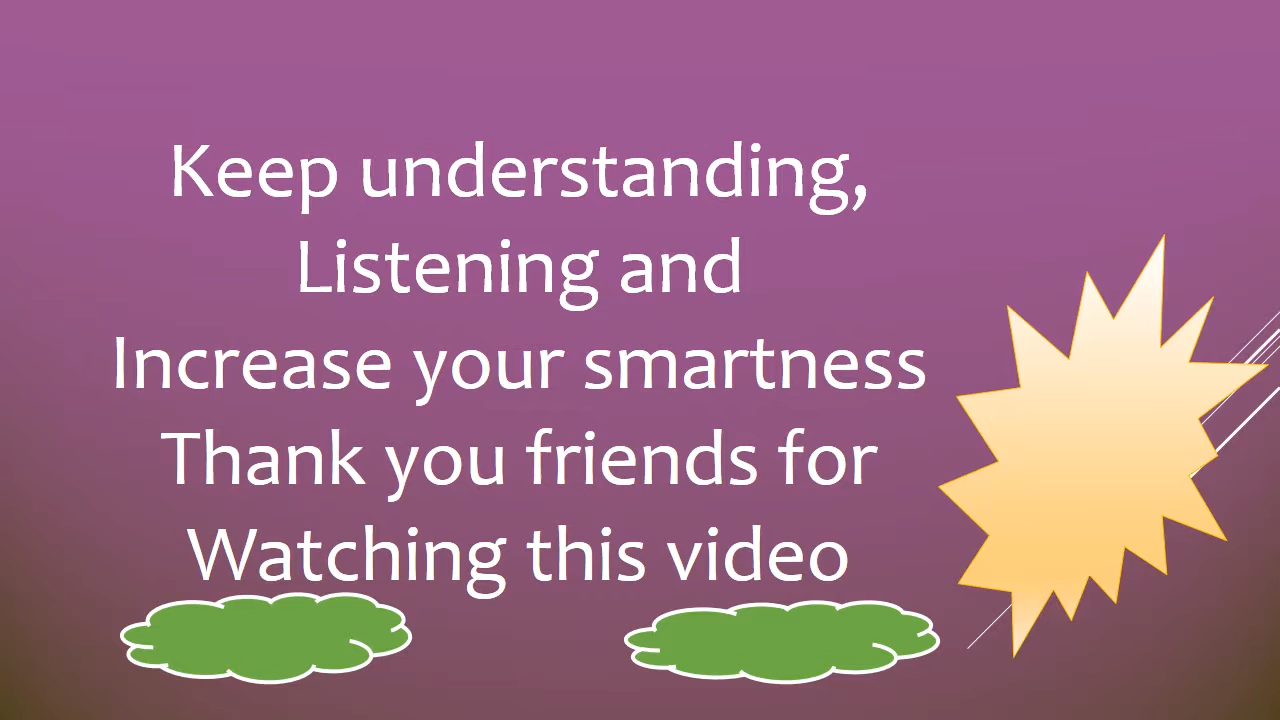 Keep understanding,
Listening and
Increase your smartness
Thank you friends for
Watching this video